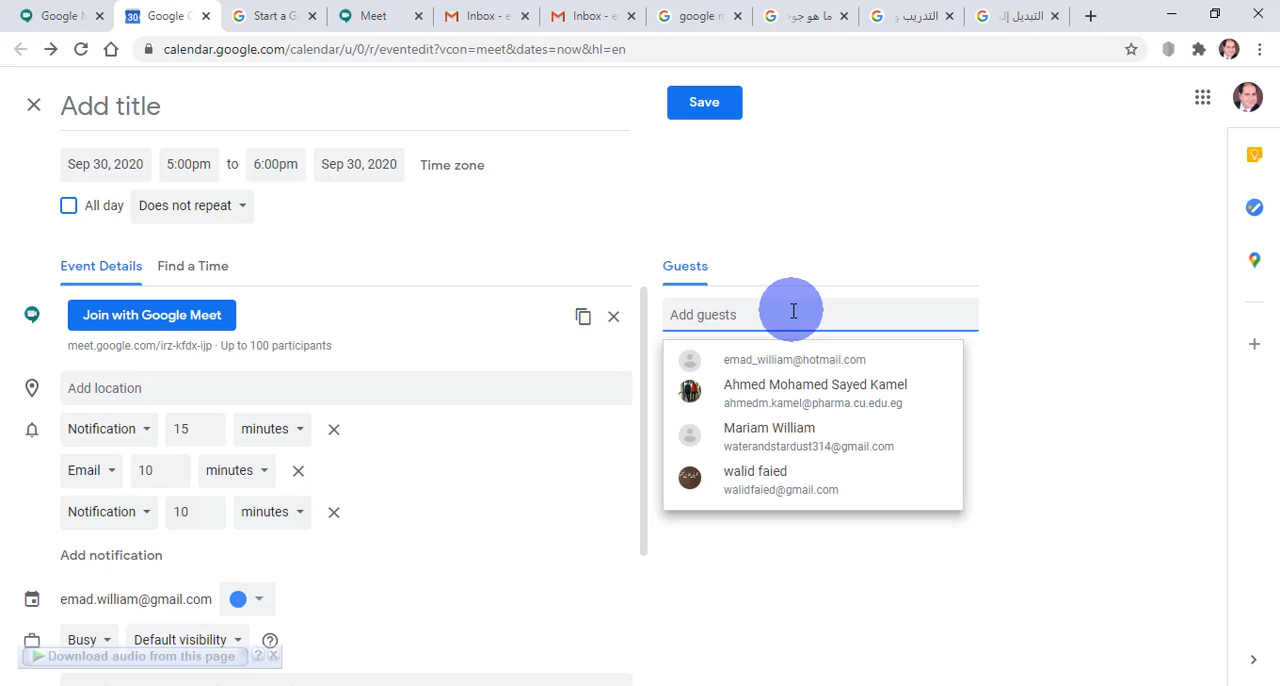 Google M
Google C
Start a G
Meet
Inbox - e
Inbox - e
google m
ما هو جو
التدريب و
التبديل إلـ
calendar.google.com/calendar/u/0/r/eventedit?vcon=meet&dates=now&hl=en
30
Add title
Save
Sep 30, 2020
5:00pm
to
6:00pm
Sep 30, 2020
Time zone
All day
Does not repeat
Event Details
Find a Time
Guests
Join with Google Meet
meet.google.com/irz-kfdx-ijp · Up to 100 participants
Add location
Notification
15
minutes
Email
10
minutes
Notification
10
minutes
Add notification
emad.william@gmail.com
Busy
Default visibility
Download audio from this page
?
X
Add guests
emad_william@hotmail.com
Ahmed Mohamed Sayed Kamel
ahmedm.kamel@pharma.cu.edu.eg
Mariam William
waterandstardust314@gmail.com
walid faied
walidfaied@gmail.com